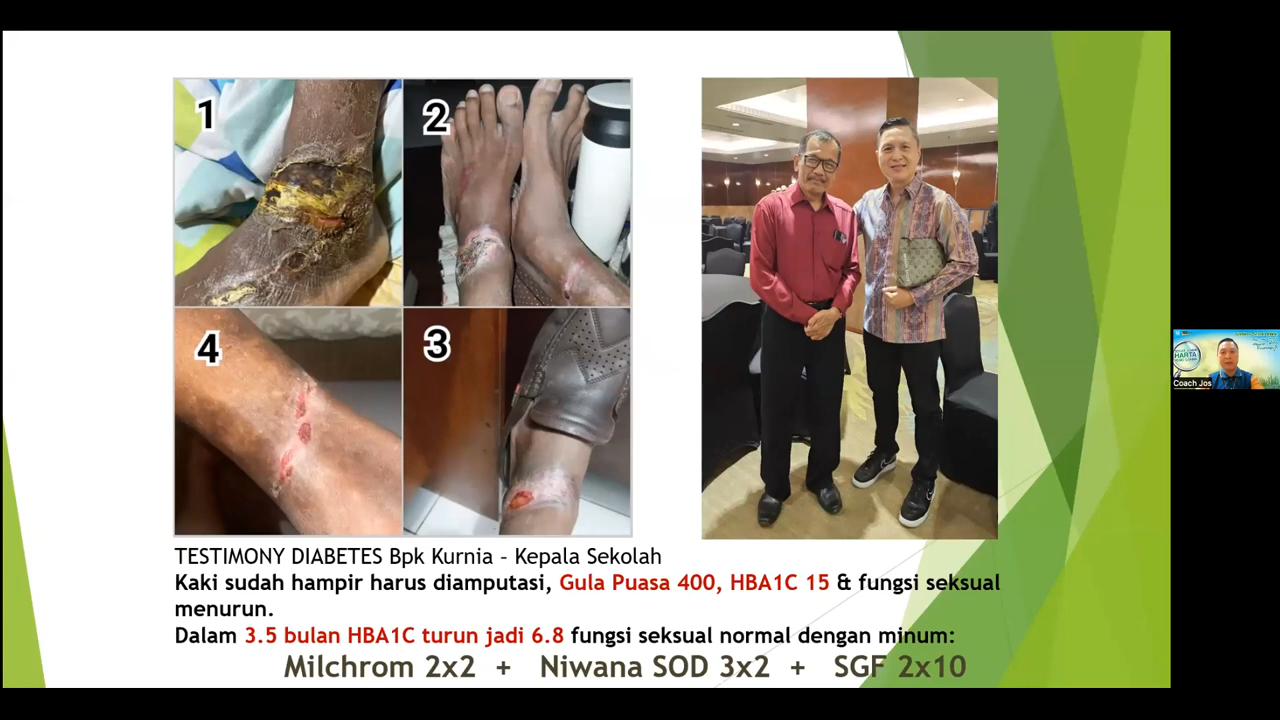 1
2
4
3
TESTIMONY DIABETES Bpk Kurnia – Kepala Sekolah
Kaki sudah hampir harus diamputasi, Gula Puasa 400, HBA1C 15 & fungsi seksual
menurun.
Dalam 3.5 bulan HBA1C turun jadi 6.8 fungsi seksual normal dengan minum:
Milchrom 2x2 + Niwana SOD 3x2 + SGF 2x10
HARTA
Coach Jos